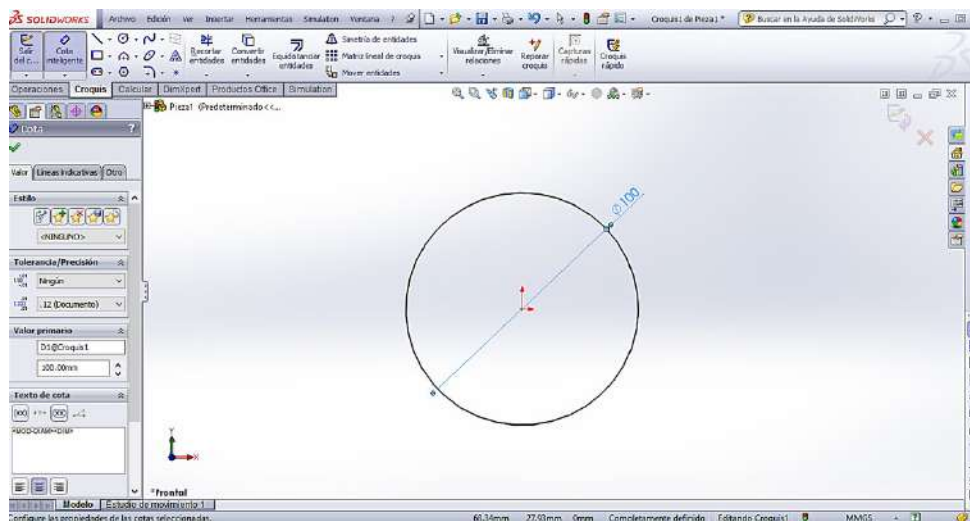 SOLIDWORKS Archivo Edición Ver Insertar Herramientas Simulation Ventana ? Croquis1 de Pieza1 * Buscar en la Ayuda de SolidWorks
Salir del c... Cota inteligente Recortar entidades Convertir entidades Equidistanciar entidades Simetría de entidades Visualizar/Eliminar relaciones Reparar croquis Capturas rápidas Croquis rápido
Matriz lineal de croquis
Mover entidades
Operaciones Croquis Calcular DimXpert Productos Office Simulation
Pieza1 (Predeterminado<<...
Cota ?
Valor Líneas indicativas Otro
Estilo
<NINGUNO>
Tolerancia/Precisión
Ningún
.12 (Documento)
Valor primario
D1@Croquis1
100.00mm
Texto de cota
<MOD-DIAM><DIM>
Ø100
Y
X
*Frontal
Modelo Estudio de movimiento 1
Configure las propiedades de las cotas seleccionadas. 60.34mm 27.93mm 0mm Completamente definido Editando Croquis1 MMGS